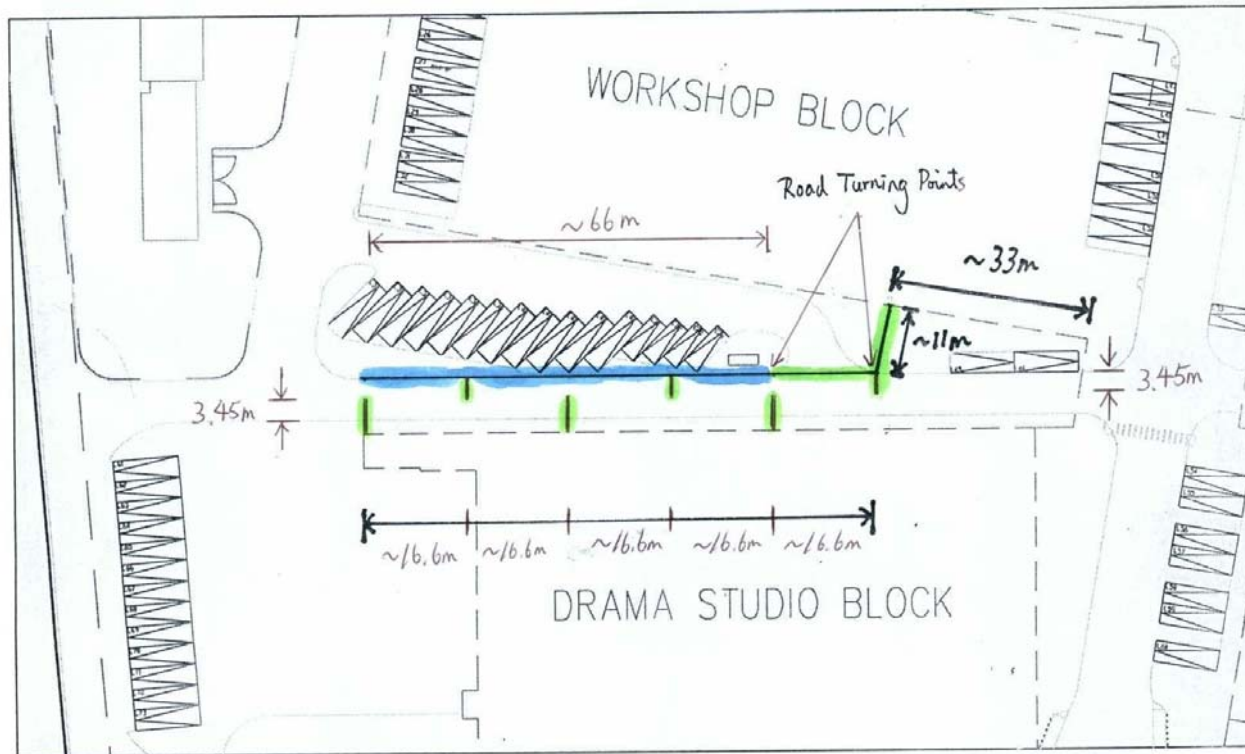 WORKSHOP BLOCK
Road Turning Points
~66m
~33m
~11m
3.45m
3.45m
~16.6m
~16.6m
~16.6m
~16.6m
~16.6m
DRAMA STUDIO BLOCK